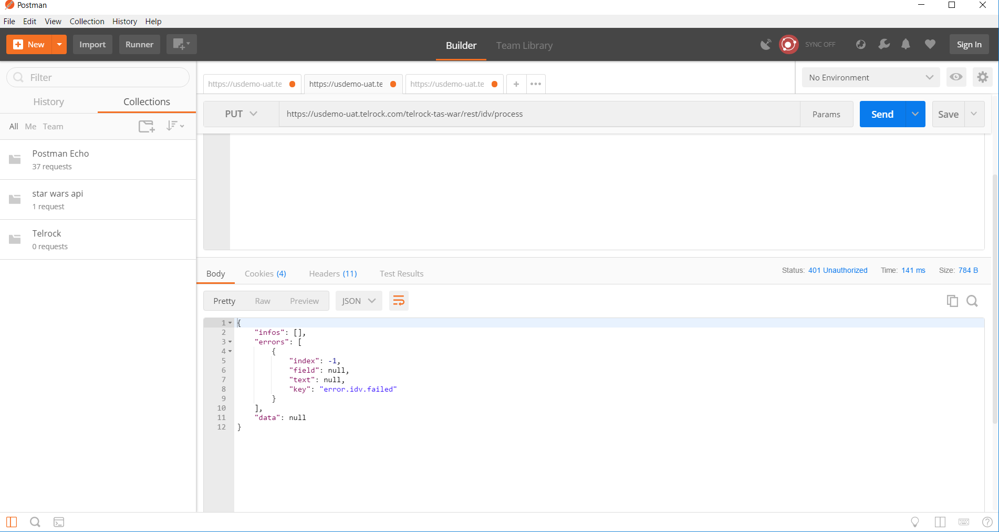 Postman
File Edit View Collection History Help
New Import Runner Builder Team Library SYNC OFF Sign In
Filter
History Collections
All Me Team
Postman Echo
37 requests
star wars api
1 request
Telrock
0 requests
https://usdemo-uat.te https://usdemo-uat.te https://usdemo-uat.te + ••• No Environment
PUT https://usdemo-uat.telrock.com/telrock-tas-war/rest/idv/process Params Send Save
Body Cookies (4) Headers (11) Test Results Status: 401 Unauthorized Time: 141 ms Size: 784 B
Pretty Raw Preview JSON
1 {
2 "infos": [],
3 "errors": [
4 {
5 "index": -1,
6 "field": null,
7 "text": null,
8 "key": "error.idv.failed"
9 }
10 ],
11 "data": null
12 }